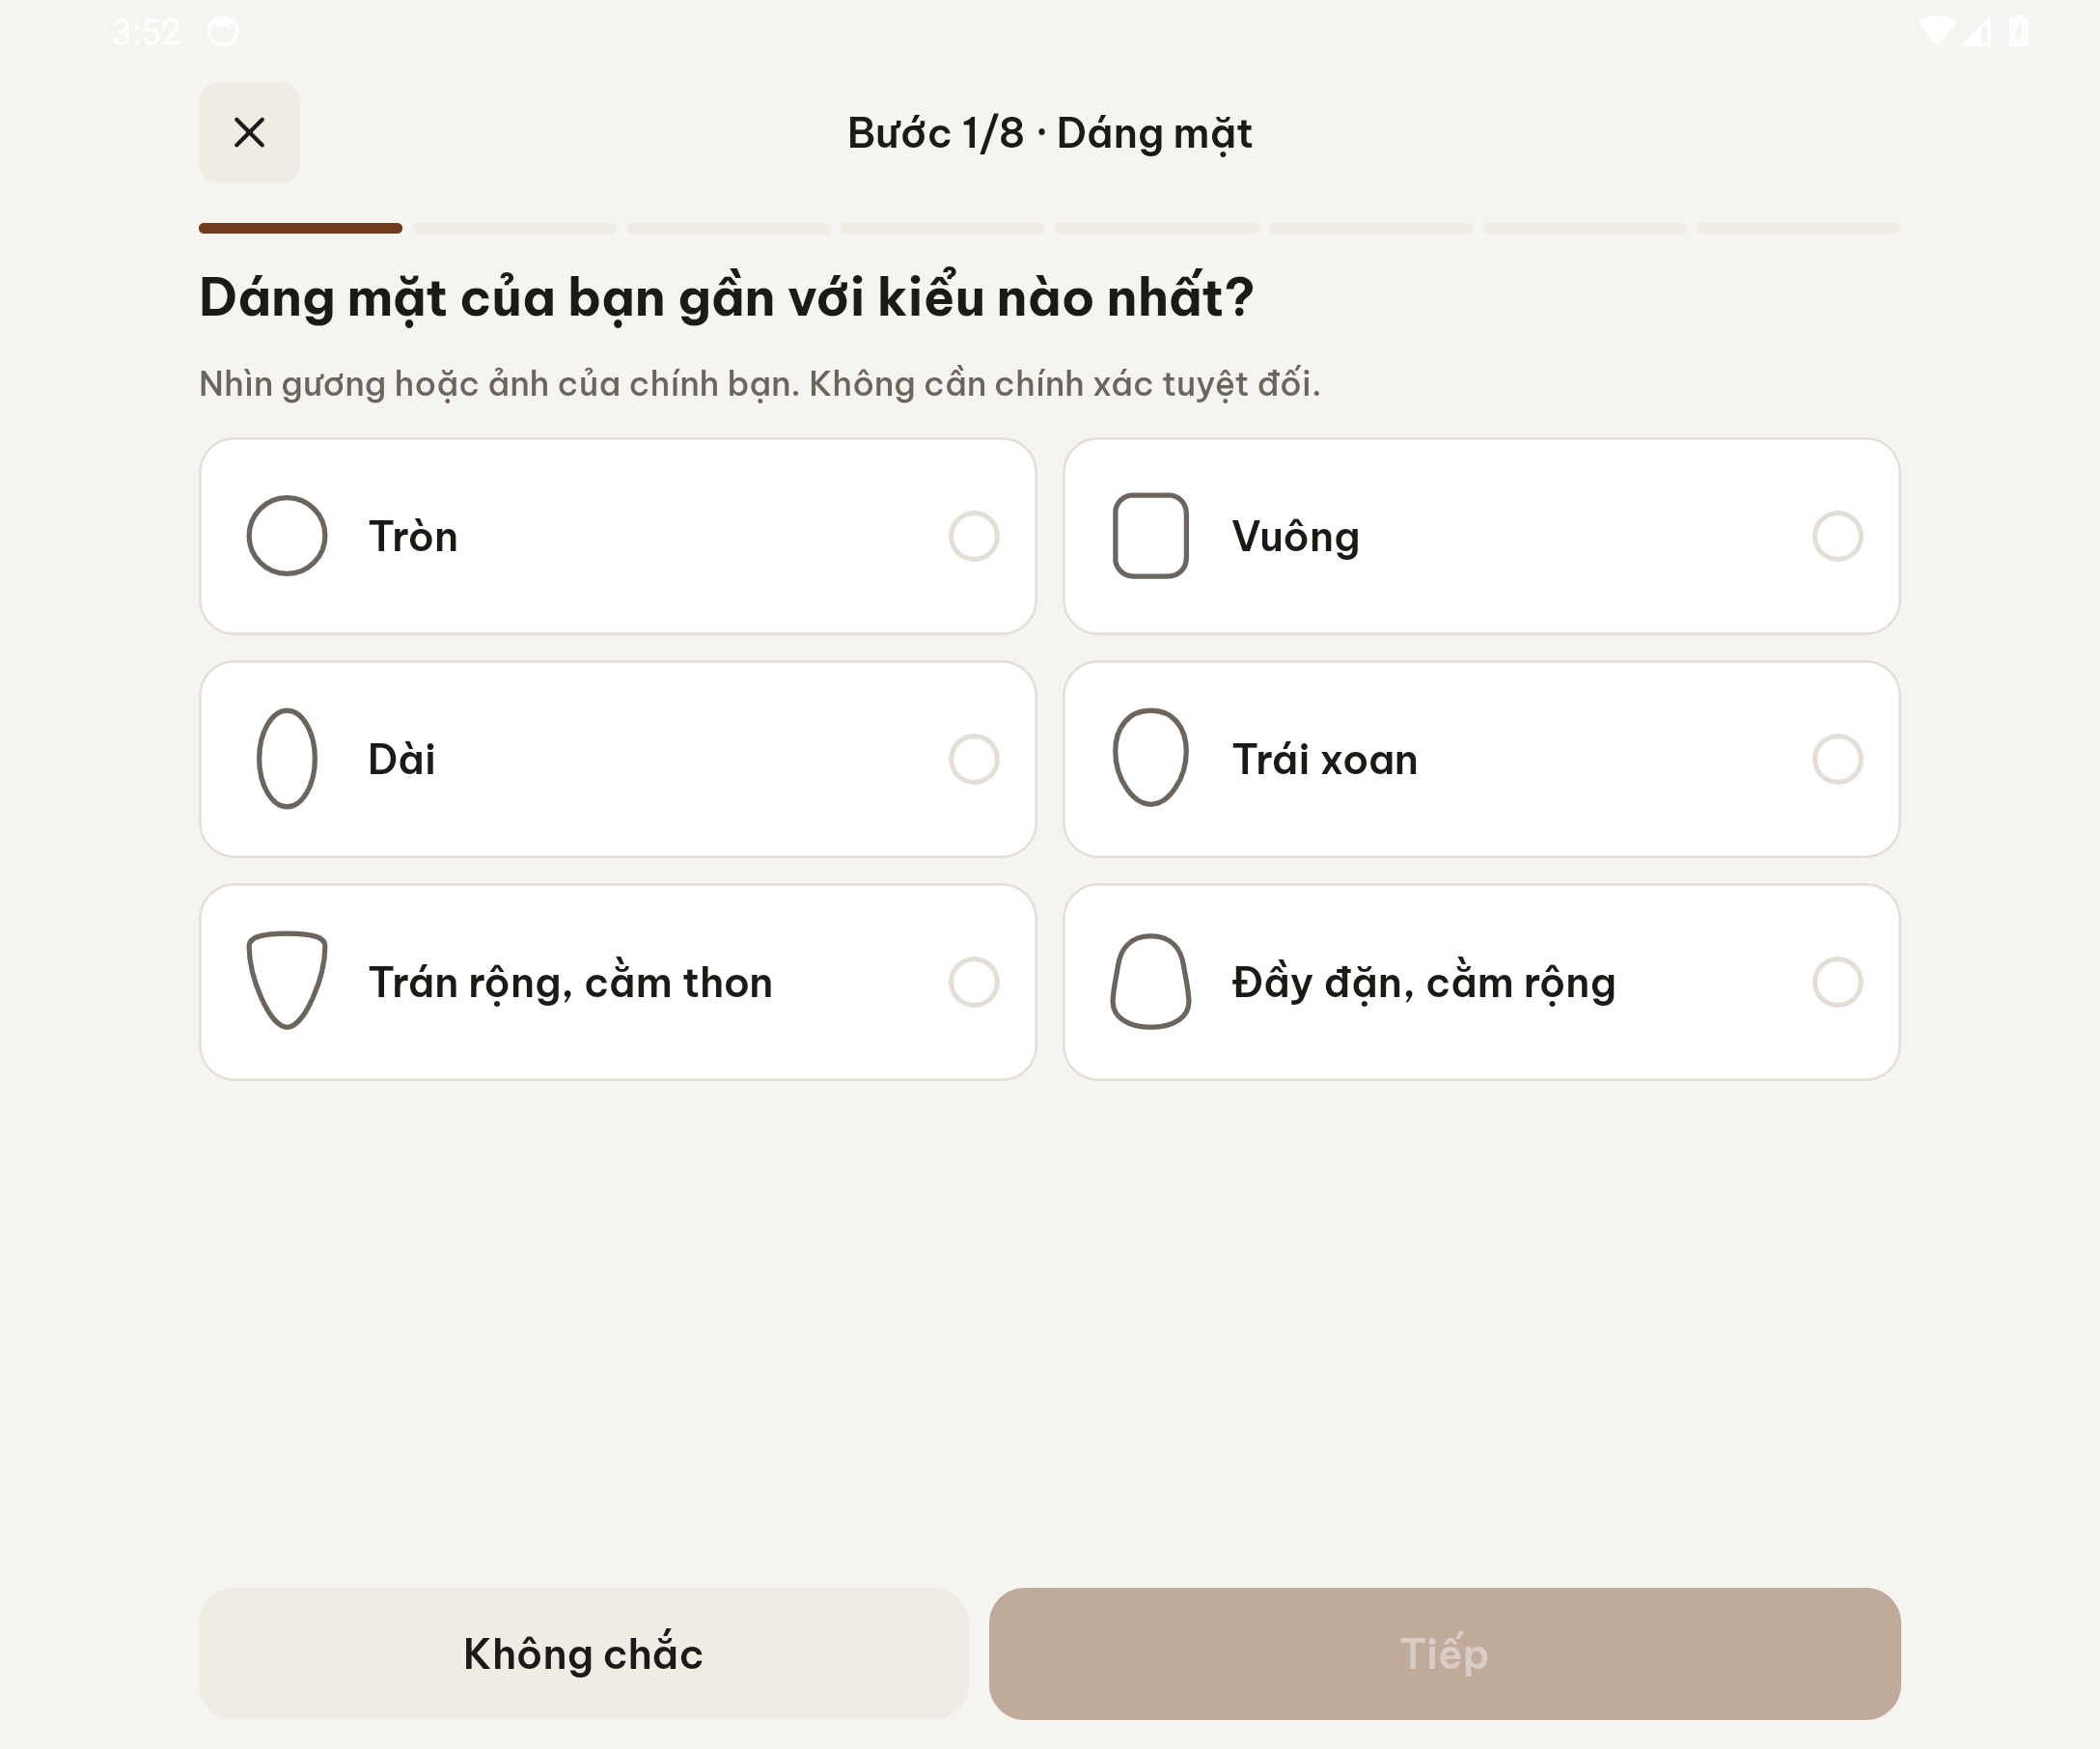 3:52
Bước 1/8 · Dáng mặt
Dáng mặt của bạn gần với kiểu nào nhất?
Nhìn gương hoặc ảnh của chính bạn. Không cần chính xác tuyệt đối.
Tròn
Vuông
Dài
Trái xoan
Trán rộng, cằm thon
Đầy đặn, cằm rộng
Không chắc
Tiếp